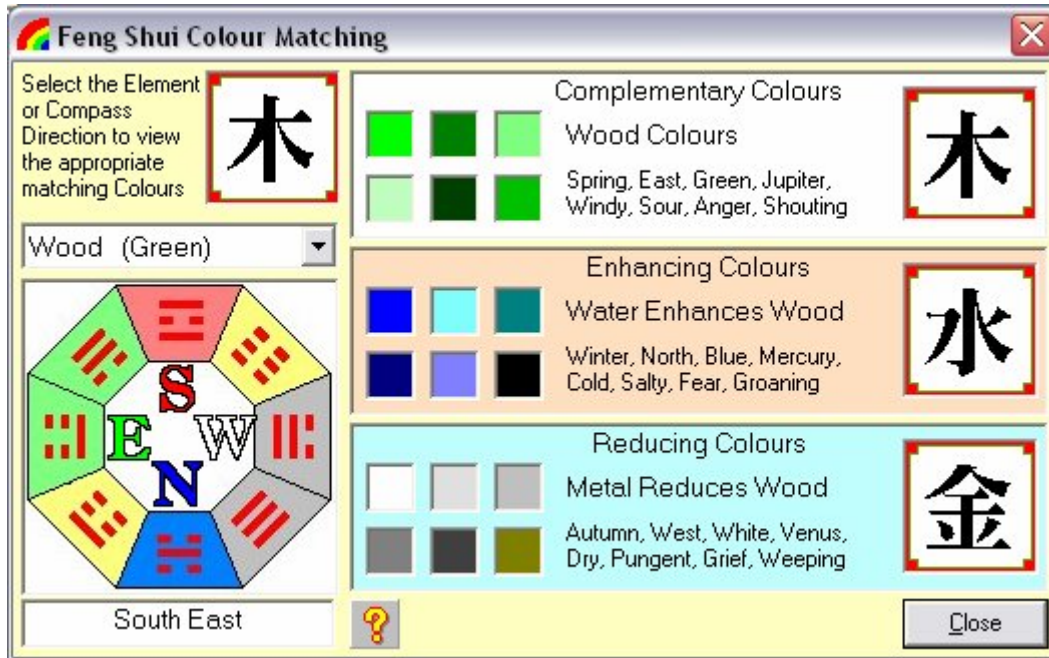 Feng Shui Colour Matching
Select the Element
or Compass
Direction to view
the appropriate
matching Colours
木
Wood (Green)
S
E W
N
South East
Complementary Colours
Wood Colours
Spring, East, Green, Jupiter,
Windy, Sour, Anger, Shouting
木
Enhancing Colours
Water Enhances Wood
Winter, North, Blue, Mercury,
Cold, Salty, Fear, Groaning
水
Reducing Colours
Metal Reduces Wood
Autumn, West, White, Venus,
Dry, Pungent, Grief, Weeping
金
?
Close